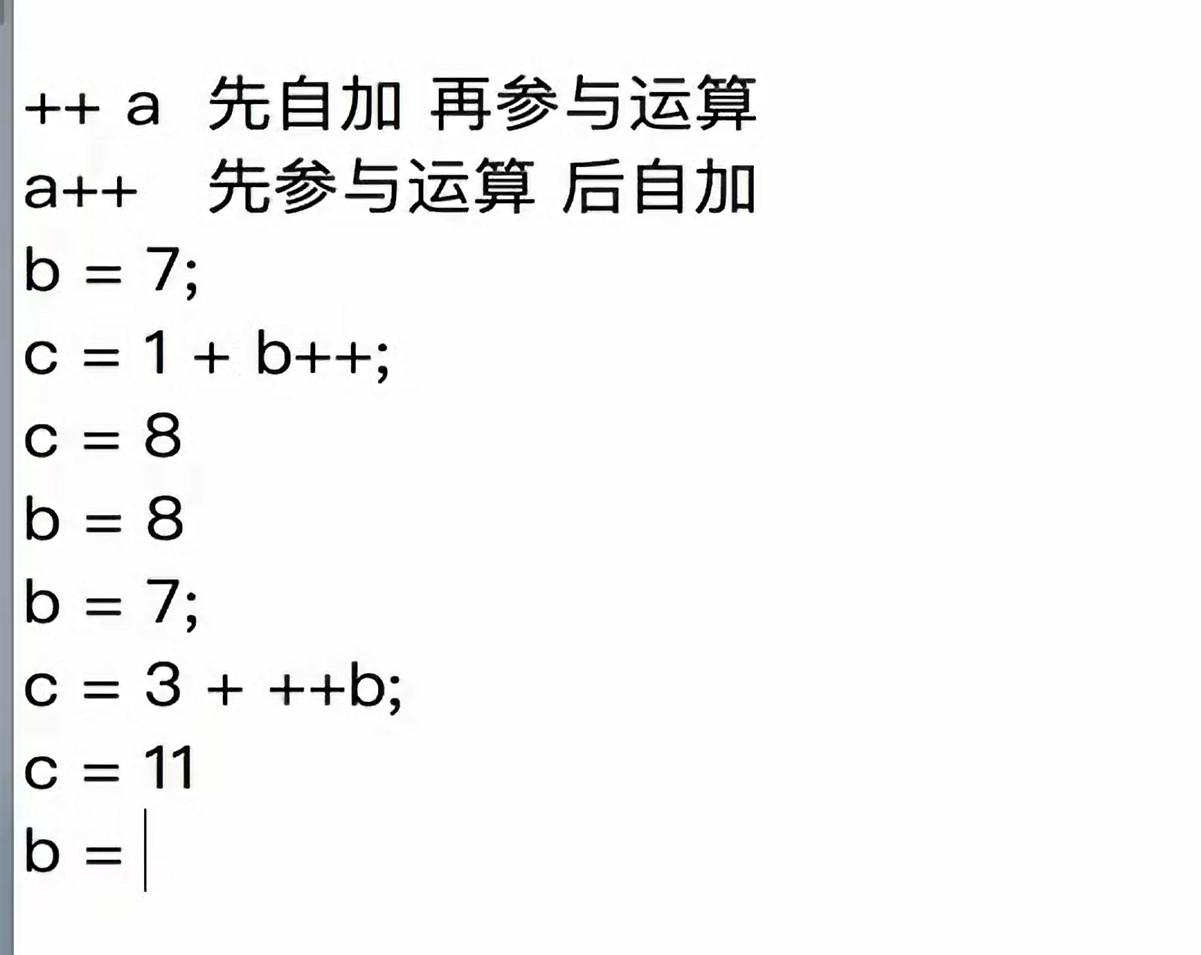 ++ a 先自加 再参与运算
a++ 先参与运算 后自加
b = 7;
c = 1 + b++;
c = 8
b = 8
b = 7;
c = 3 + ++b;
c = 11
b =